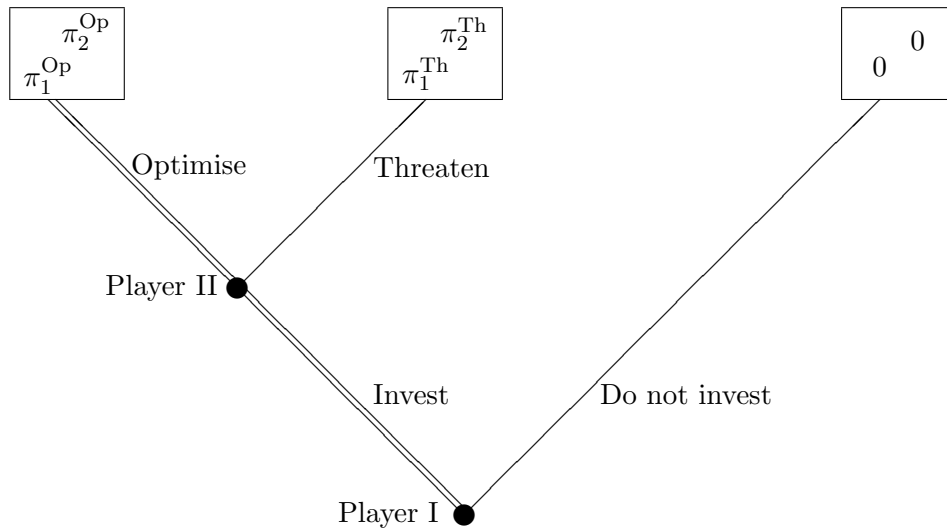 π₂^Op
π₁^Op
π₂^Th
π₁^Th
0
0
Optimise
Threaten
Player II
Invest
Do not invest
Player I